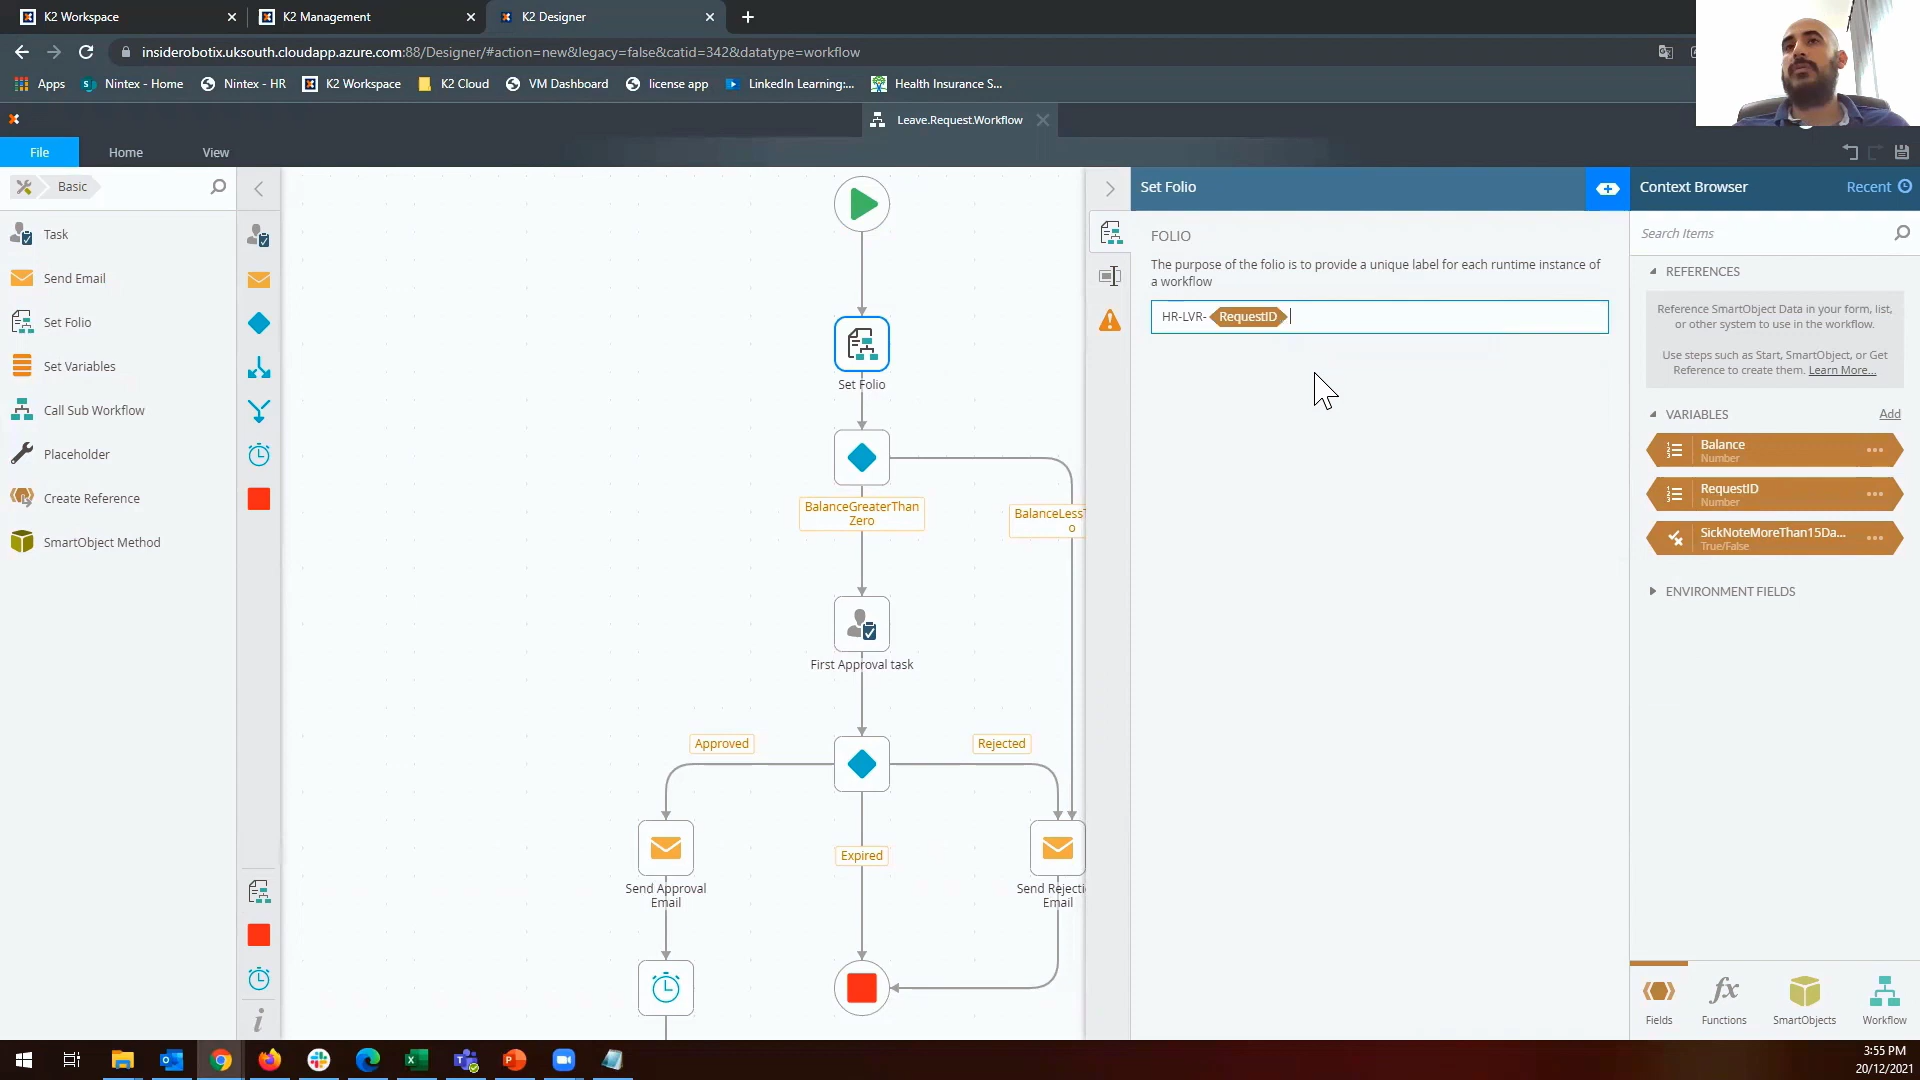 K2 Workspace
K2 Management
K2 Designer
insiderobotix.uksouth.cloudapp.azure.com:88/Designer/#action=new&legacy=false&catid=342&datatype=workflow
Apps
Nintex - Home
Nintex - HR
K2 Workspace
K2 Cloud
VM Dashboard
license app
LinkedIn Learning:...
Health Insurance S...
Leave.Request.Workflow
File
Home
View
Basic
Task
Send Email
Set Folio
Set Variables
Call Sub Workflow
Placeholder
Create Reference
SmartObject Method
Set Folio
BalanceGreaterThan
Zero
BalanceLessT
o
First Approval task
Approved
Rejected
Expired
Send Approval
Email
Send Rejecti
Email
Set Folio
FOLIO
The purpose of the folio is to provide a unique label for each runtime instance of
a workflow
HR-LVR- RequestID
Context Browser
Recent
Search Items
REFERENCES
Reference SmartObject Data in your form, list,
or other system to use in the workflow.
Use steps such as Start, SmartObject, or Get
Reference to create them. Learn More...
VARIABLES
Add
Balance
Number
RequestID
Number
SickNoteMoreThan15Da...
True/False
ENVIRONMENT FIELDS
Fields
Functions
SmartObjects
Workflow
3:55 PM
20/12/2021